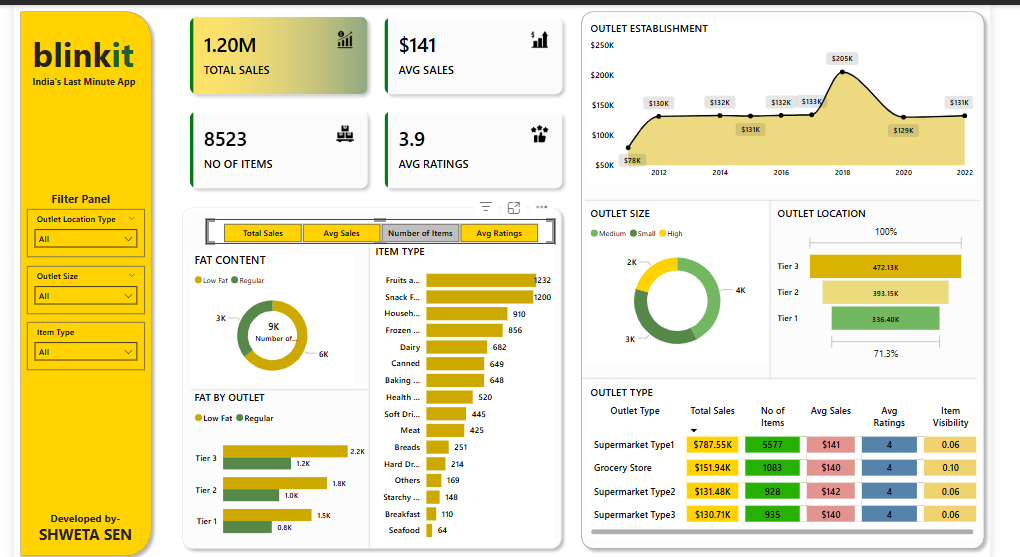 blinkit
India's Last Minute App
Filter Panel
Outlet Location Type
All
Outlet Size
All
Item Type
All
Developed by-
SHWETA SEN
1.20M
TOTAL SALES
$141
AVG SALES
8523
NO OF ITEMS
3.9
AVG RATINGS
Total Sales
Avg Sales
Number of Items
Avg Ratings
FAT CONTENT
Low Fat
Regular
3K
9K
Number of...
6K
FAT BY OUTLET
Low Fat
Regular
Tier 3
2.2K
1.2K
Tier 2
1.8K
1.0K
Tier 1
1.5K
0.8K
ITEM TYPE
Fruits a... 1232
Snack F... 1200
Househ... 910
Frozen ... 856
Dairy 682
Canned 649
Baking ... 648
Health ... 520
Soft Dri... 445
Meat 425
Breads 251
Hard Dr... 214
Others 169
Starchy ... 148
Breakfast 110
Seafood 64
OUTLET ESTABLISHMENT
$250K
$200K
$150K
$100K
$50K
$78K
$130K
$132K
$131K
$132K
$133K
$205K
$129K
$131K
2012 2014 2016 2018 2020 2022
OUTLET SIZE
Medium Small High
2K
4K
3K
OUTLET LOCATION
100%
Tier 3 472.13K
Tier 2 393.15K
Tier 1 336.40K
71.3%
OUTLET TYPE
Outlet Type Total Sales No of Items Avg Sales Avg Ratings Item Visibility
Supermarket Type1 $787.55K 5577 $141 4 0.06
Grocery Store $151.94K 1083 $140 4 0.10
Supermarket Type2 $131.48K 928 $142 4 0.06
Supermarket Type3 $130.71K 935 $140 4 0.06